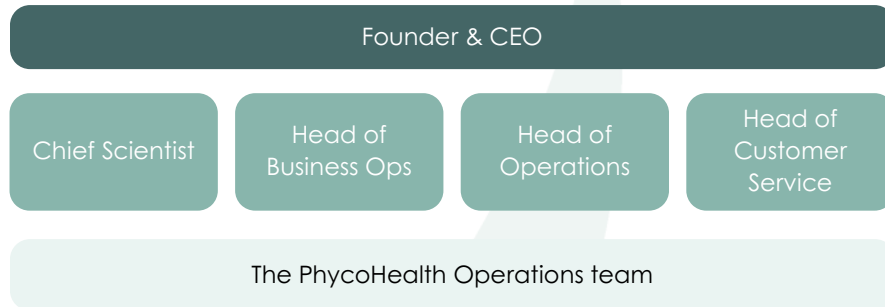 Founder & CEO
Chief Scientist
Head of
Business Ops
Head of
Operations
Head of
Customer
Service
The PhycoHealth Operations team